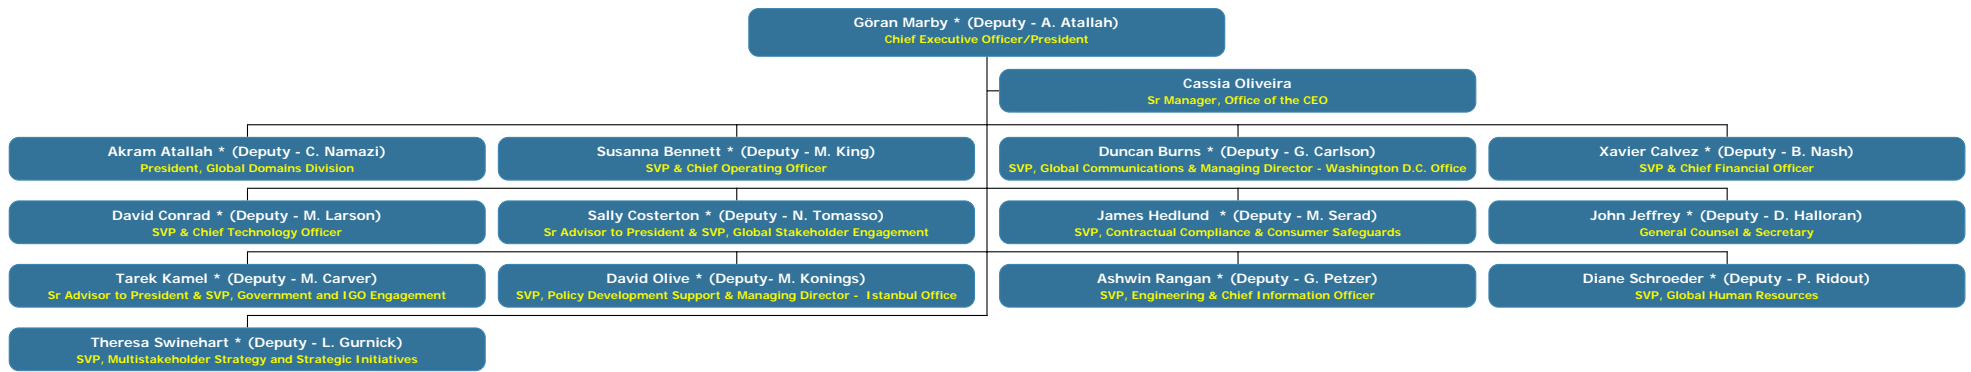 Göran Marby * (Deputy - A. Atallah)
Chief Executive Officer/President
Cassia Oliveira
Sr Manager, Office of the CEO
Akram Atallah * (Deputy - C. Namazi)
President, Global Domains Division
Susanna Bennett * (Deputy - M. King)
SVP & Chief Operating Officer
Duncan Burns * (Deputy - G. Carlson)
SVP, Global Communications & Managing Director - Washington D.C. Office
Xavier Calvez * (Deputy - B. Nash)
SVP & Chief Financial Officer
David Conrad * (Deputy - M. Larson)
SVP & Chief Technology Officer
Sally Costerton * (Deputy - N. Tomasso)
Sr Advisor to President & SVP, Global Stakeholder Engagement
James Hedlund  * (Deputy - M. Serad)
SVP, Contractual Compliance & Consumer Safeguards
John Jeffrey * (Deputy - D. Halloran)
General Counsel & Secretary
Tarek Kamel *  (Deputy - M. Carver)
Sr Advisor to President & SVP, Government and IGO Engagement
David Olive * (Deputy- M. Konings)
SVP, Policy Development Support & Managing Director -  Istanbul Office
Ashwin Rangan * (Deputy - G. Petzer)
SVP, Engineering & Chief Information Officer
Diane Schroeder * (Deputy - P. Ridout)
SVP, Global Human Resources
Theresa Swinehart * (Deputy - L. Gurnick)
SVP, Multistakeholder Strategy and Strategic Initiatives